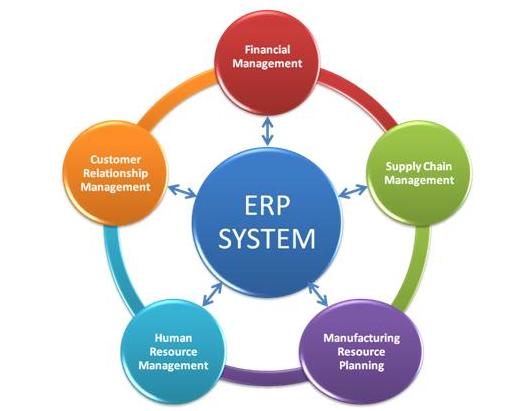 Financial
Management
Customer
Relationship
Management
Supply Chain
Management
ERP
SYSTEM
Human
Resource
Management
Manufacturing
Resource
Planning